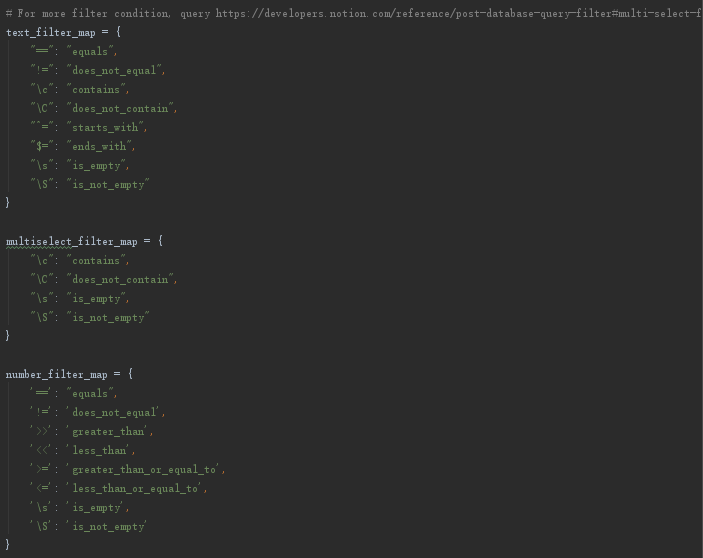 # For more filter condition, query https://developers.notion.com/reference/post-database-query-filter#multi-select-f
text_filter_map = {
"==": "equals",
"!=": "does_not_equal",
"\c": "contains",
"\C": "does_not_contain",
"^=": "starts_with",
"$=": "ends_with",
"\s": "is_empty",
"\S": "is_not_empty"
}
multiselect_filter_map = {
"\c": "contains",
"\C": "does_not_contain",
"\s": "is_empty",
"\S": "is_not_empty"
}
number_filter_map = {
'==': "equals",
'!=': 'does_not_equal',
'>>': 'greater_than',
'<<': 'less_than',
'>=': 'greater_than_or_equal_to',
'<=': 'less_than_or_equal_to',
'\s': 'is_empty',
'\S': 'is_not_empty'
}